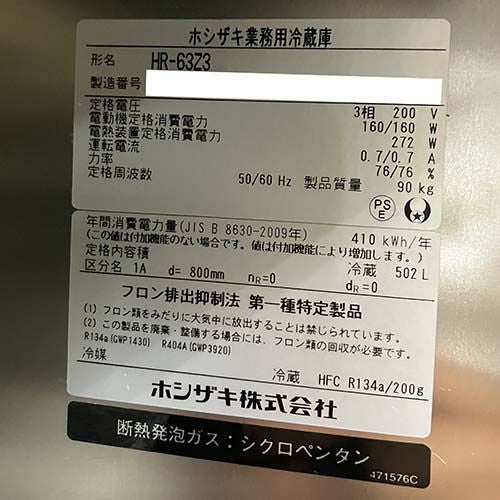 ホシザキ業務用冷蔵庫
形名 HR-63Z3
製造番号
定格電圧 3相 200 V
電動機定格消費電力 160/160 W
電熱装置定格消費電力 272 W
運転電流 0.7/0.7 A
力率 76/76 %
定格周波数 50/60 Hz 製品質量 90 kg
PS
E
年間消費電力量(JIS B 8630-2009年) 410 kWh/年
(この値は付加機能のない場合です。値は付加機能により増加します。)
定格内容積 冷蔵 502 L
区分名 1A d= 800mm nR=0 dR=0
フロン排出抑制法 第一種特定製品
(1) フロン類をみだりに大気中に放出することは禁じられています。
(2) この製品を廃棄・整備する場合には、フロン類の回収が必要です。
R134a(GWP1430) R404A(GWP3920)
冷媒 冷蔵 HFC R134a/200g
ホシザキ株式会社
断熱発泡ガス：シクロペンタン
471576C